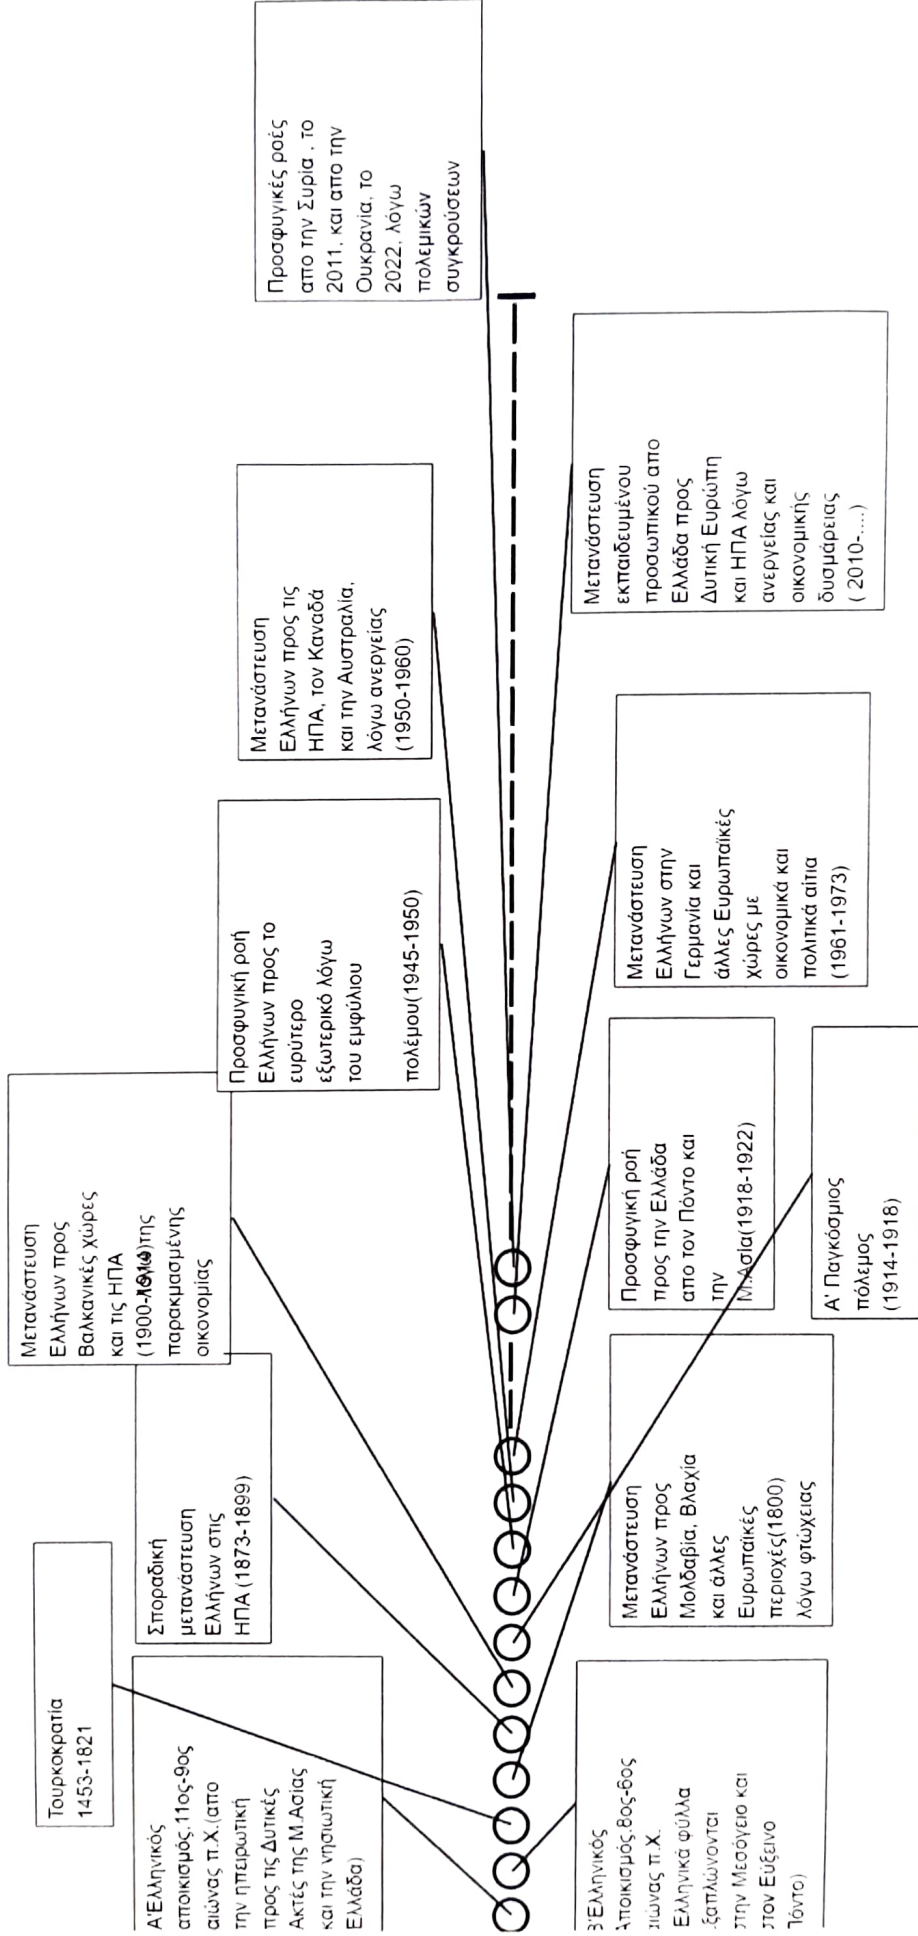 Α'Ελληνικός
αποικισμός,11ος-9ος
αιώνας π.Χ.(απο
την ηπειρωτική
προς τις Δυτικές
Ακτές της Μ.Ασίας
και την νησιωτική
Ελλάδα)
Τουρκοκρατία
1453-1821
Σποραδική
μετανάστευση
Ελλήνων στις
ΗΠΑ (1873-1899)
Μετανάστευση
Ελλήνων προς
Βαλκανικές χώρες
και τις ΗΠΑ
(1900-της
παρακμασμένης
οικονομίας
Προσφυγική ροή
Ελλήνων προς το
ευρύτερο
εξωτερικό λόγω
του εμφύλιου
πολέμου(1945-1950)
Μετανάστευση
Ελλήνων προς τις
ΗΠΑ, τον Καναδά
και την Αυστραλία,
λόγω ανεργείας
(1950-1960)
Προσφυγικές ροές
απο την Συρία , το
2011, και απο την
Ουκρανία, το
2022, λόγω
πολεμικών
συγκρούσεων
Έλληνικός
αιώνας π.Χ.
Ελληνικά φύλλα
ξαπλώνονται
στην Μεσόγειο και
στον Εύξεινο
Πόντο)
Μετανάστευση
Ελλήνων προς
Μολδαβία, Βλαχία
και άλλες
Ευρωπαϊκές
περιοχές(1800)
λόγω φτώχειας
Προσφυγική ροή
προς την Ελλάδα
απο τον Πόντο και
την
Μ.Ασία(1918-1922)
Α' Παγκόσμιος
πόλεμος
(1914-1918)
Μετανάστευση
Ελλήνων στην
Γερμανία και
άλλες Ευρωπαϊκές
χώρες με
οικονομικά και
πολιτικά αίτια
(1961-1973)
Μετανάστευση
εκπαιδευμένου
προσωπικού απο
Ελλάδα προς
Δυτική Ευρώπη
και ΗΠΑ λόγω
ανεργείας και
οικονομικής
δυσμάρειας
( 2010-....)